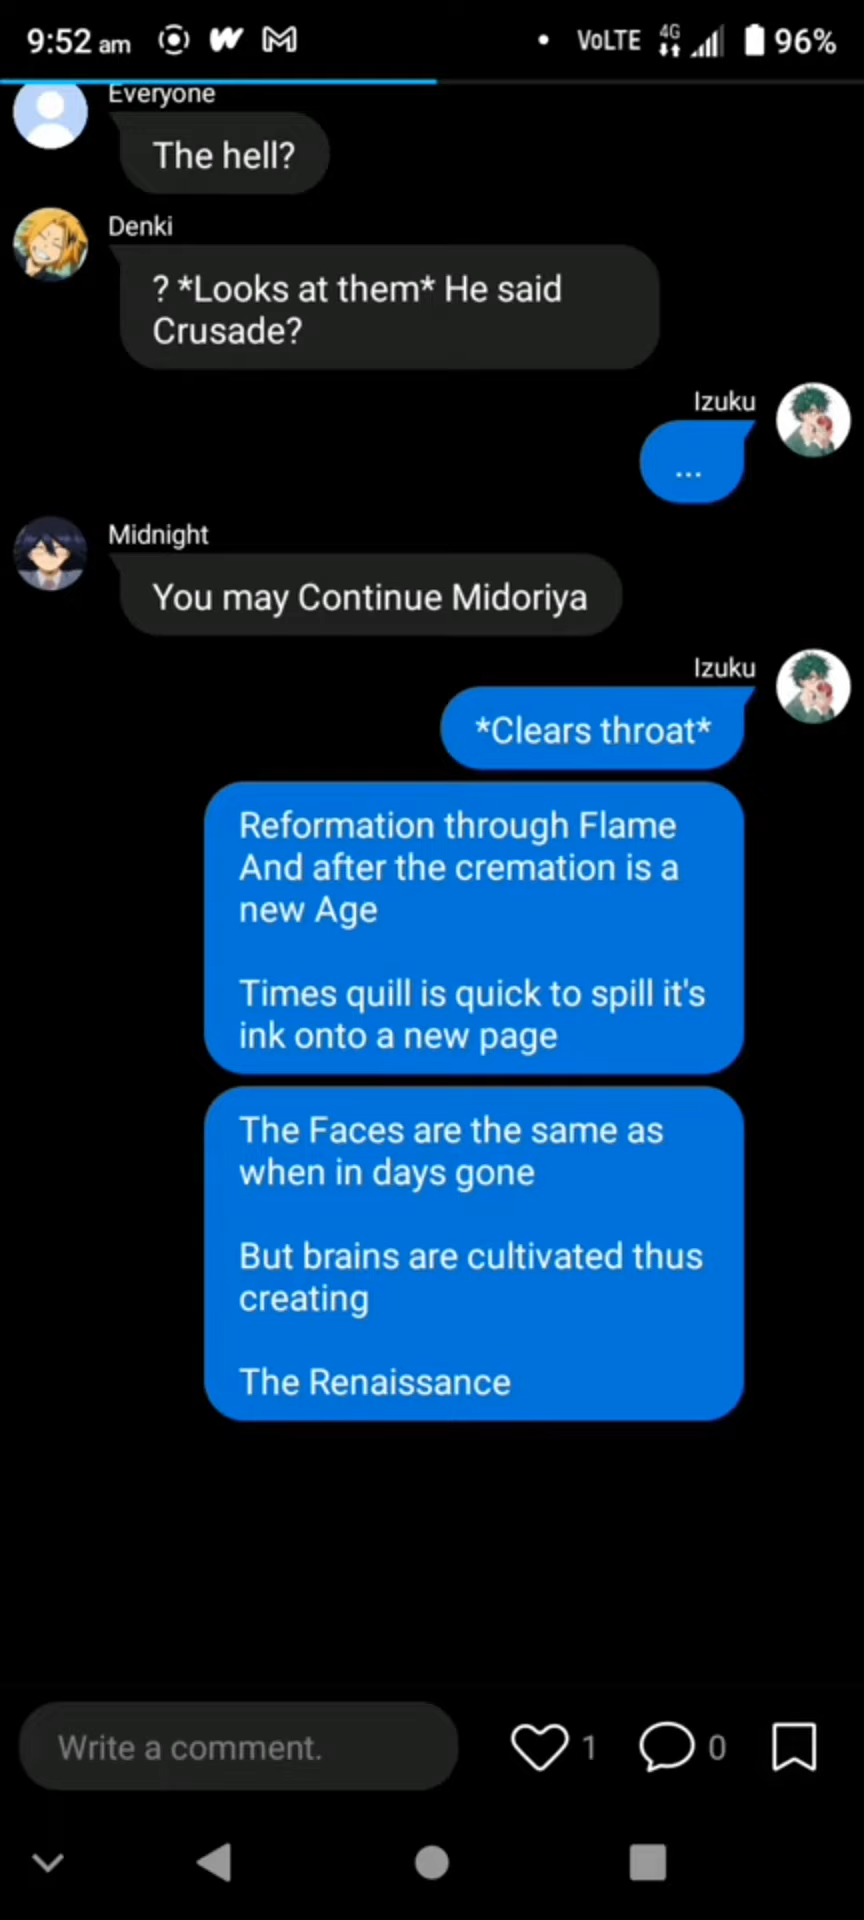 9:52 am VoLTE 4G 96%
Everyone
The hell?
Denki
? *Looks at them* He said
Crusade?
Izuku
...
Midnight
You may Continue Midoriya
Izuku
*Clears throat*
Reformation through Flame
And after the cremation is a
new Age
Times quill is quick to spill it's
ink onto a new page
The Faces are the same as
when in days gone
But brains are cultivated thus
creating
The Renaissance
Write a comment. 1 0